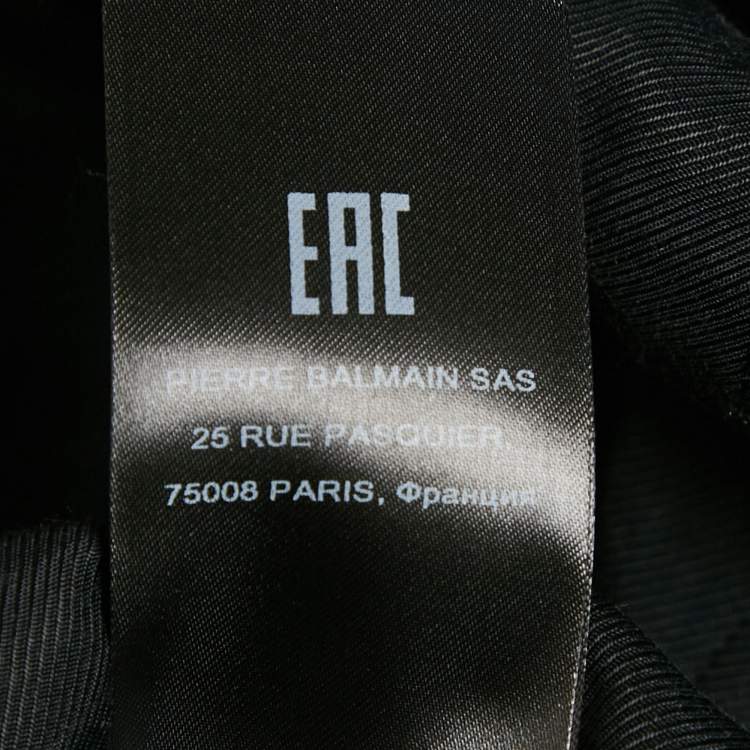 EAC
PIERRE BALMAIN SAS
25 RUE PASQUIER,
75008 PARIS, Франция